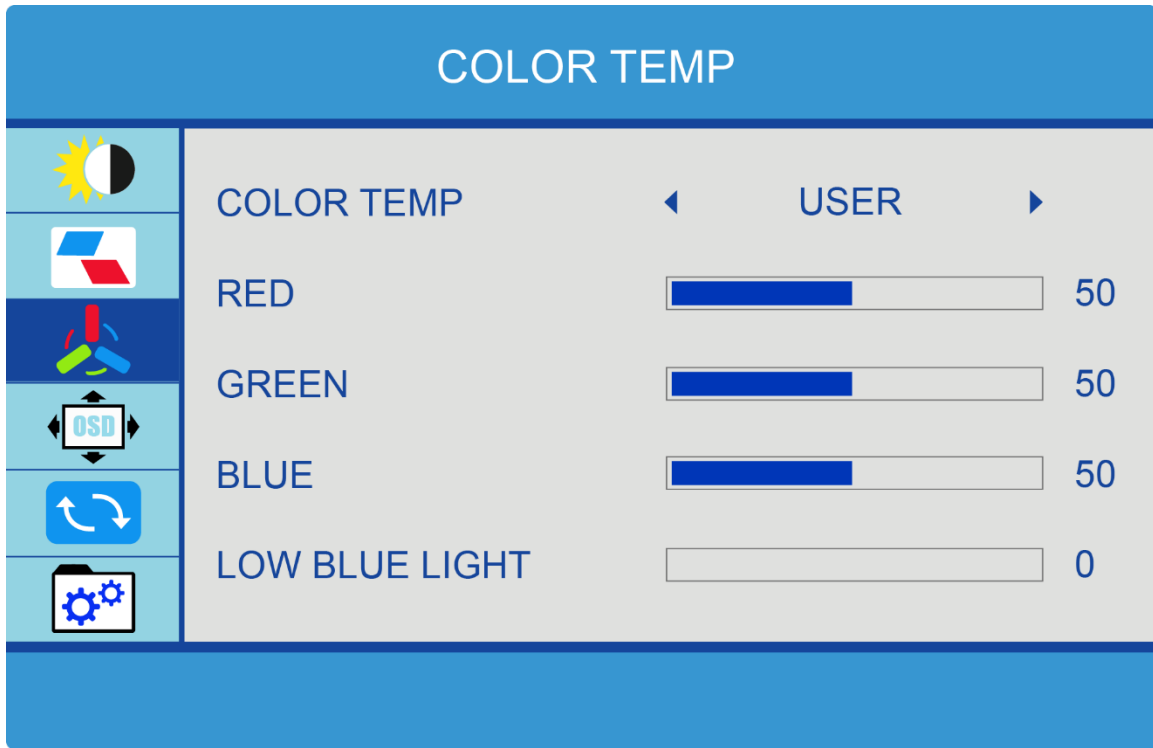 COLOR TEMP
COLOR TEMP USER
RED 50
GREEN 50
OSD
BLUE 50
LOW BLUE LIGHT 0